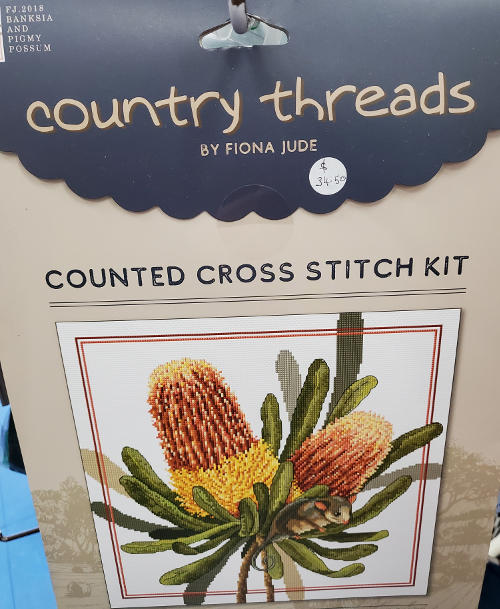 FJ.2018
BANKSIA
AND
PIGMY
POSSUM
country threads
BY FIONA JUDE
$
34.50
COUNTED CROSS STITCH KIT